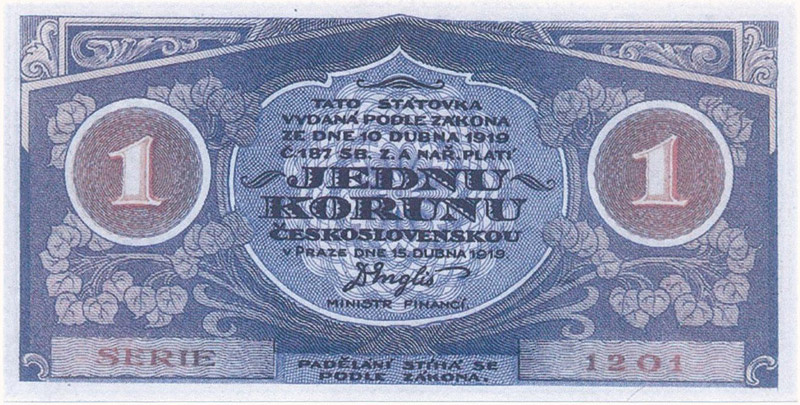 TATO STÁTOVKA
VYDANÁ PODLE ZÁKONA
ZE DNE 10 DUBNA 1919
Č.187 SB. Z. A NAŘ. PLATÍ
1 JEDNU 1
KORUNU
ČESKOSLOVENSKOU
V PRAZE DNE 15. DUBNA 1919.
DrEnglis
MINISTR FINANCÍ.
SERIE 1201
PADĚLÁNÍ STÍHÁ SE
PODLE ZÁKONA.